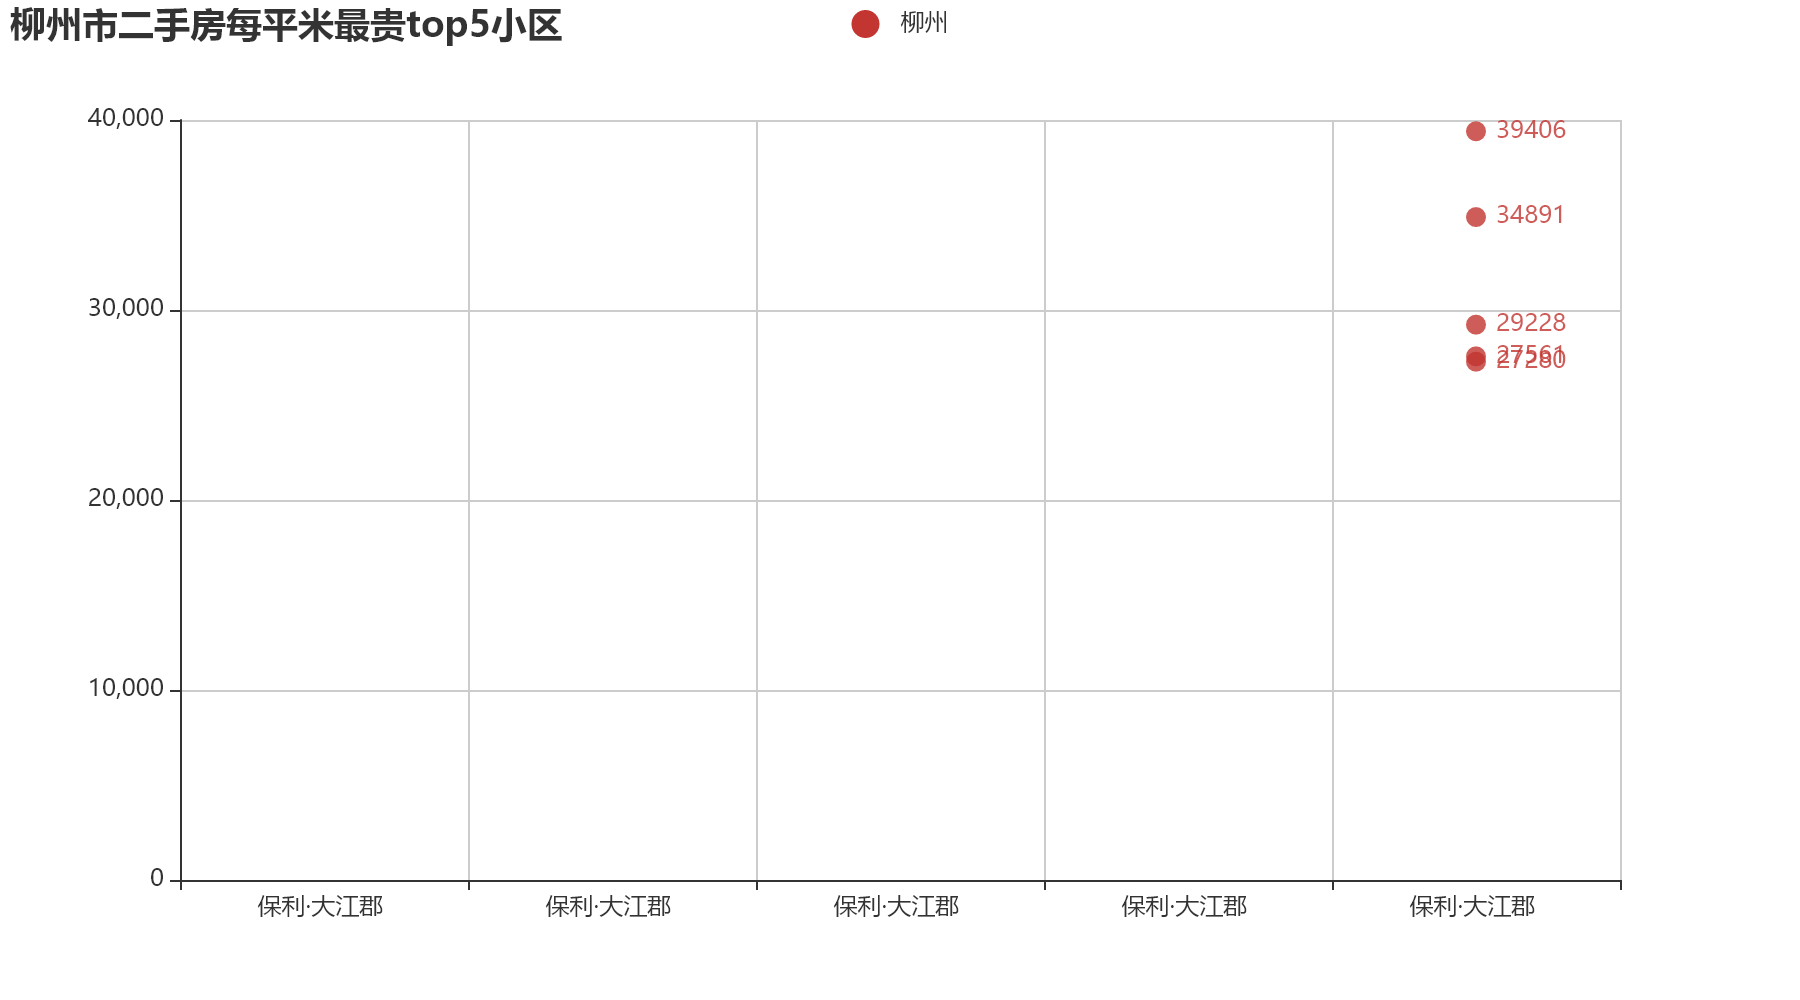 柳州市二手房每平米最贵top5小区
柳州
40,000
30,000
20,000
10,000
0
39406
34891
29228
27561
27280
保利·大江郡
保利·大江郡
保利·大江郡
保利·大江郡
保利·大江郡